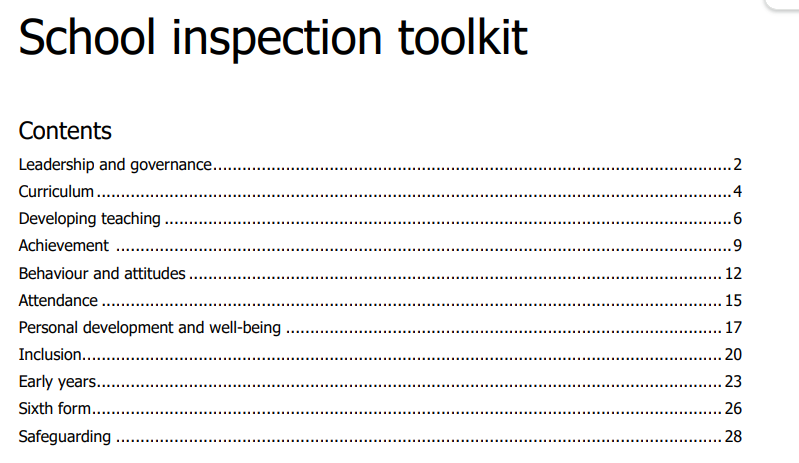 School inspection toolkit
Contents
Leadership and governance..........................................................................................................2
Curriculum..................................................................................................................................4
Developing teaching....................................................................................................................6
Achievement ..............................................................................................................................9
Behaviour and attitudes.............................................................................................................12
Attendance...............................................................................................................................15
Personal development and well-being........................................................................................17
Inclusion...................................................................................................................................20
Early years................................................................................................................................23
Sixth form.................................................................................................................................26
Safeguarding ............................................................................................................................28